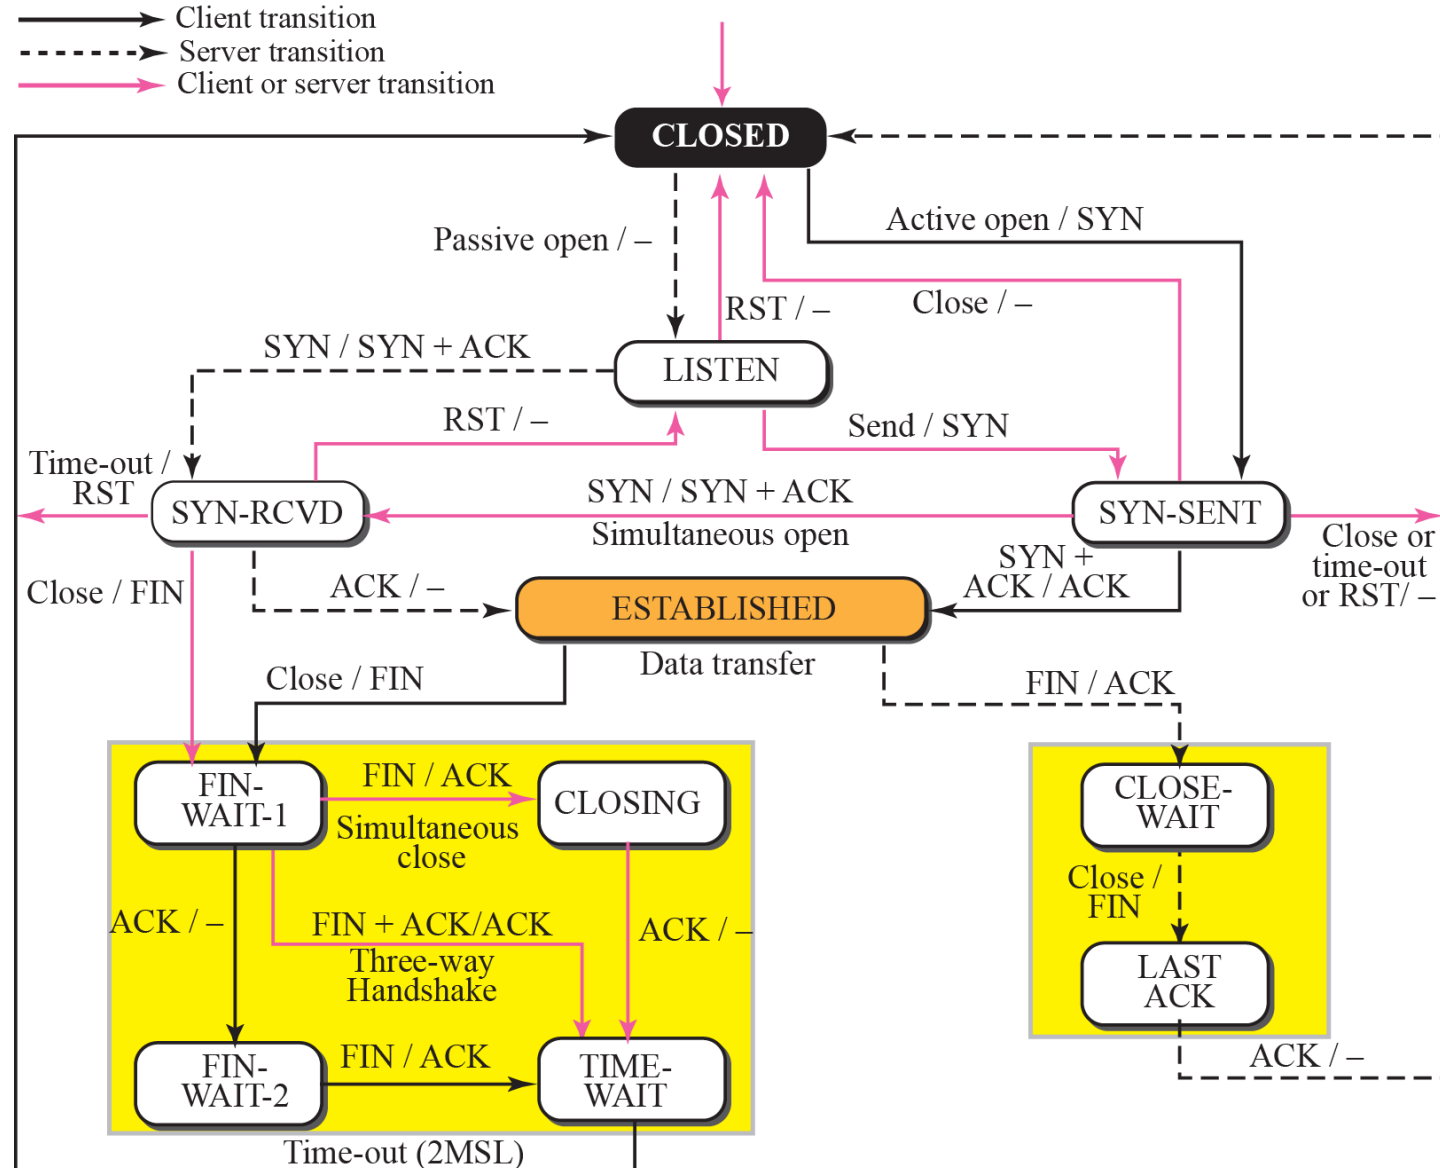 Client transition
Server transition
Client or server transition
CLOSED
Active open / SYN
Passive open / –
RST / –
Close / –
SYN / SYN + ACK
LISTEN
RST / –
Send / SYN
Time-out /
RST
SYN-RCVD
SYN / SYN + ACK
Simultaneous open
SYN-SENT
Close or
time-out
or RST/ –
Close / FIN
ACK / –
ESTABLISHED
SYN +
ACK / ACK
Data transfer
Close / FIN
FIN / ACK
FIN-
WAIT-1
FIN / ACK
Simultaneous
close
CLOSING
CLOSE-
WAIT
Close /
FIN
ACK / –
FIN + ACK/ACK
Three-way
Handshake
ACK / –
LAST
ACK
FIN-
WAIT-2
FIN / ACK
TIME-
WAIT
ACK / –
Time-out (2MSL)